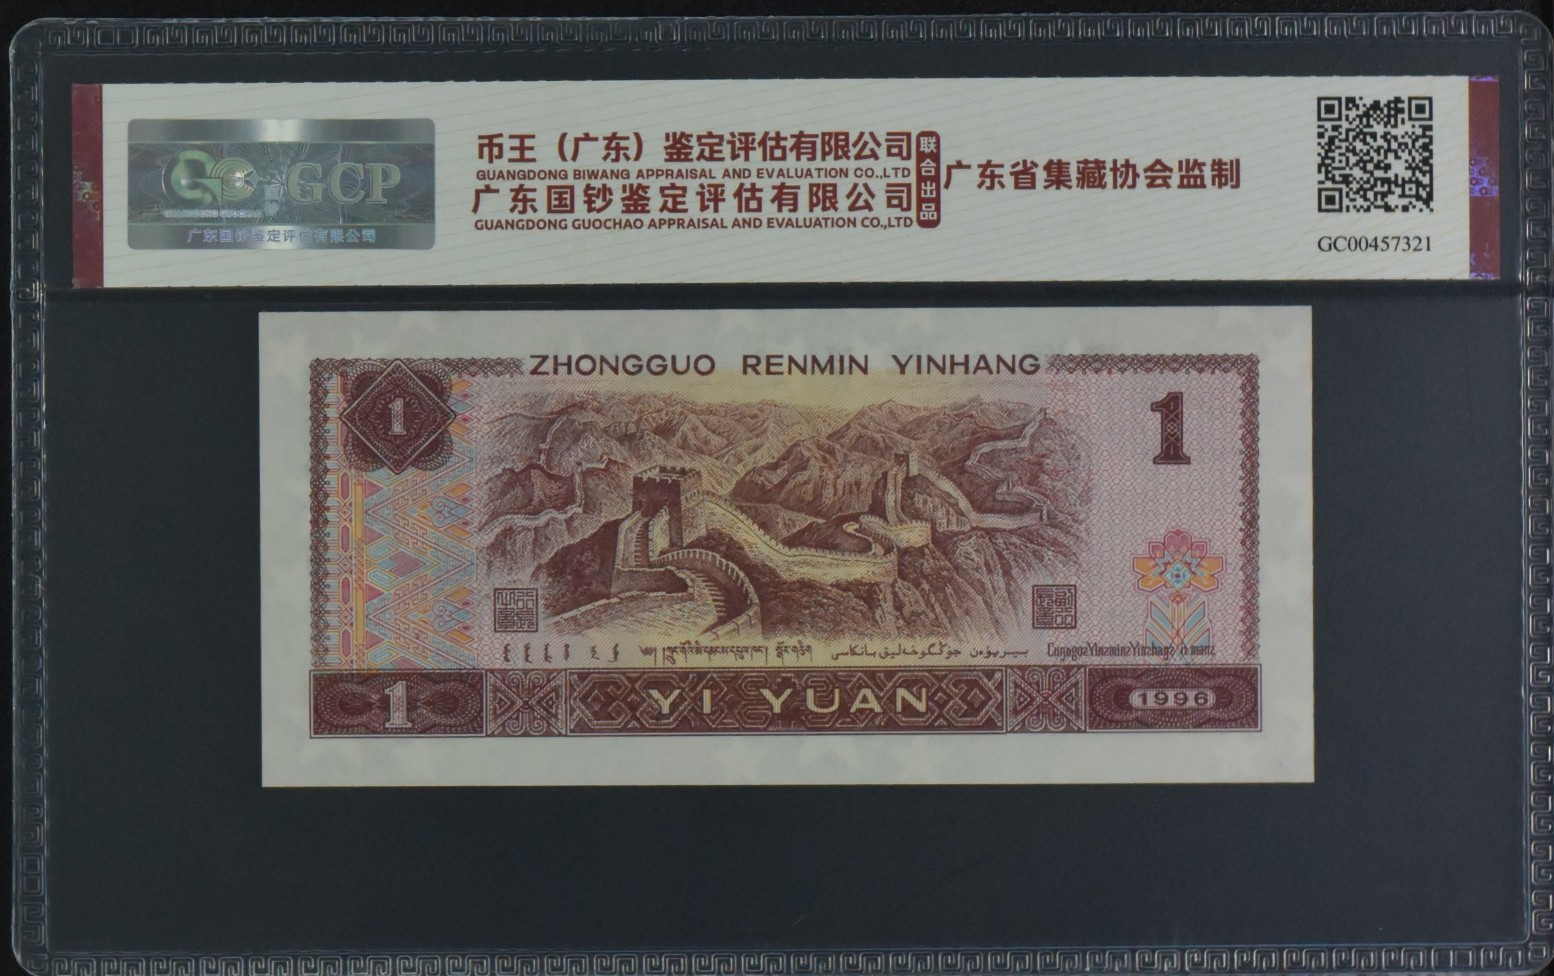 GCP
GUANGDONG GUOCHAO
广东国钞鉴定评估有限公司
币王（广东）鉴定评估有限公司
GUANGDONG BIWANG APPRAISAL AND EVALUATION CO.,LTD
广东国钞鉴定评估有限公司
GUANGDONG GUOCHAO APPRAISAL AND EVALUATION CO.,LTD
联合出品
广东省集藏协会监制
GC00457321
ZHONGGUO RENMIN YINHANG
1
1
1
YI YUAN
1996